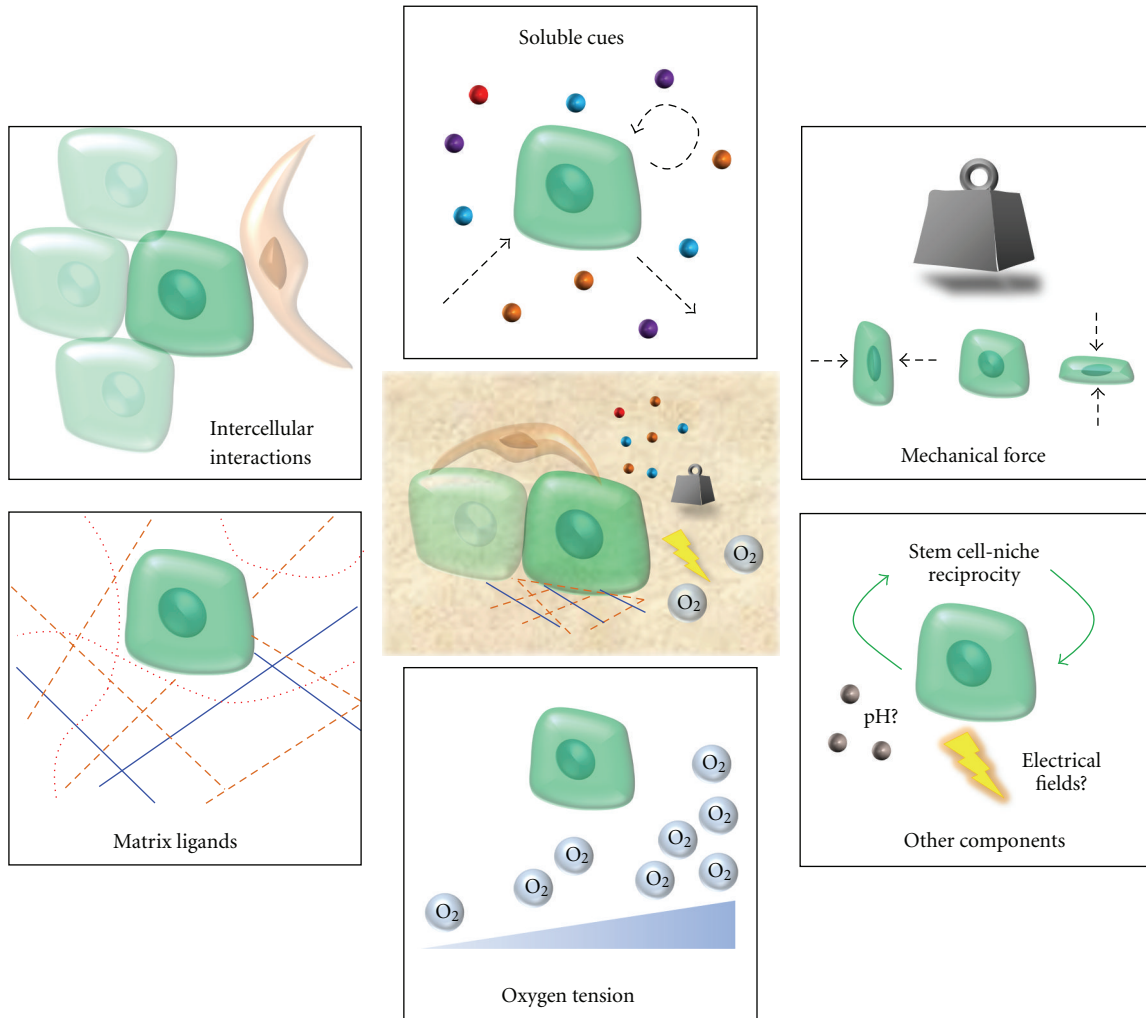 Soluble cues
Intercellular
interactions
Mechanical force
O₂
O₂
Matrix ligands
Stem cell-niche
reciprocity
pH?
Electrical
fields?
Other components
O₂
O₂
O₂
O₂
O₂
O₂
O₂
O₂
Oxygen tension